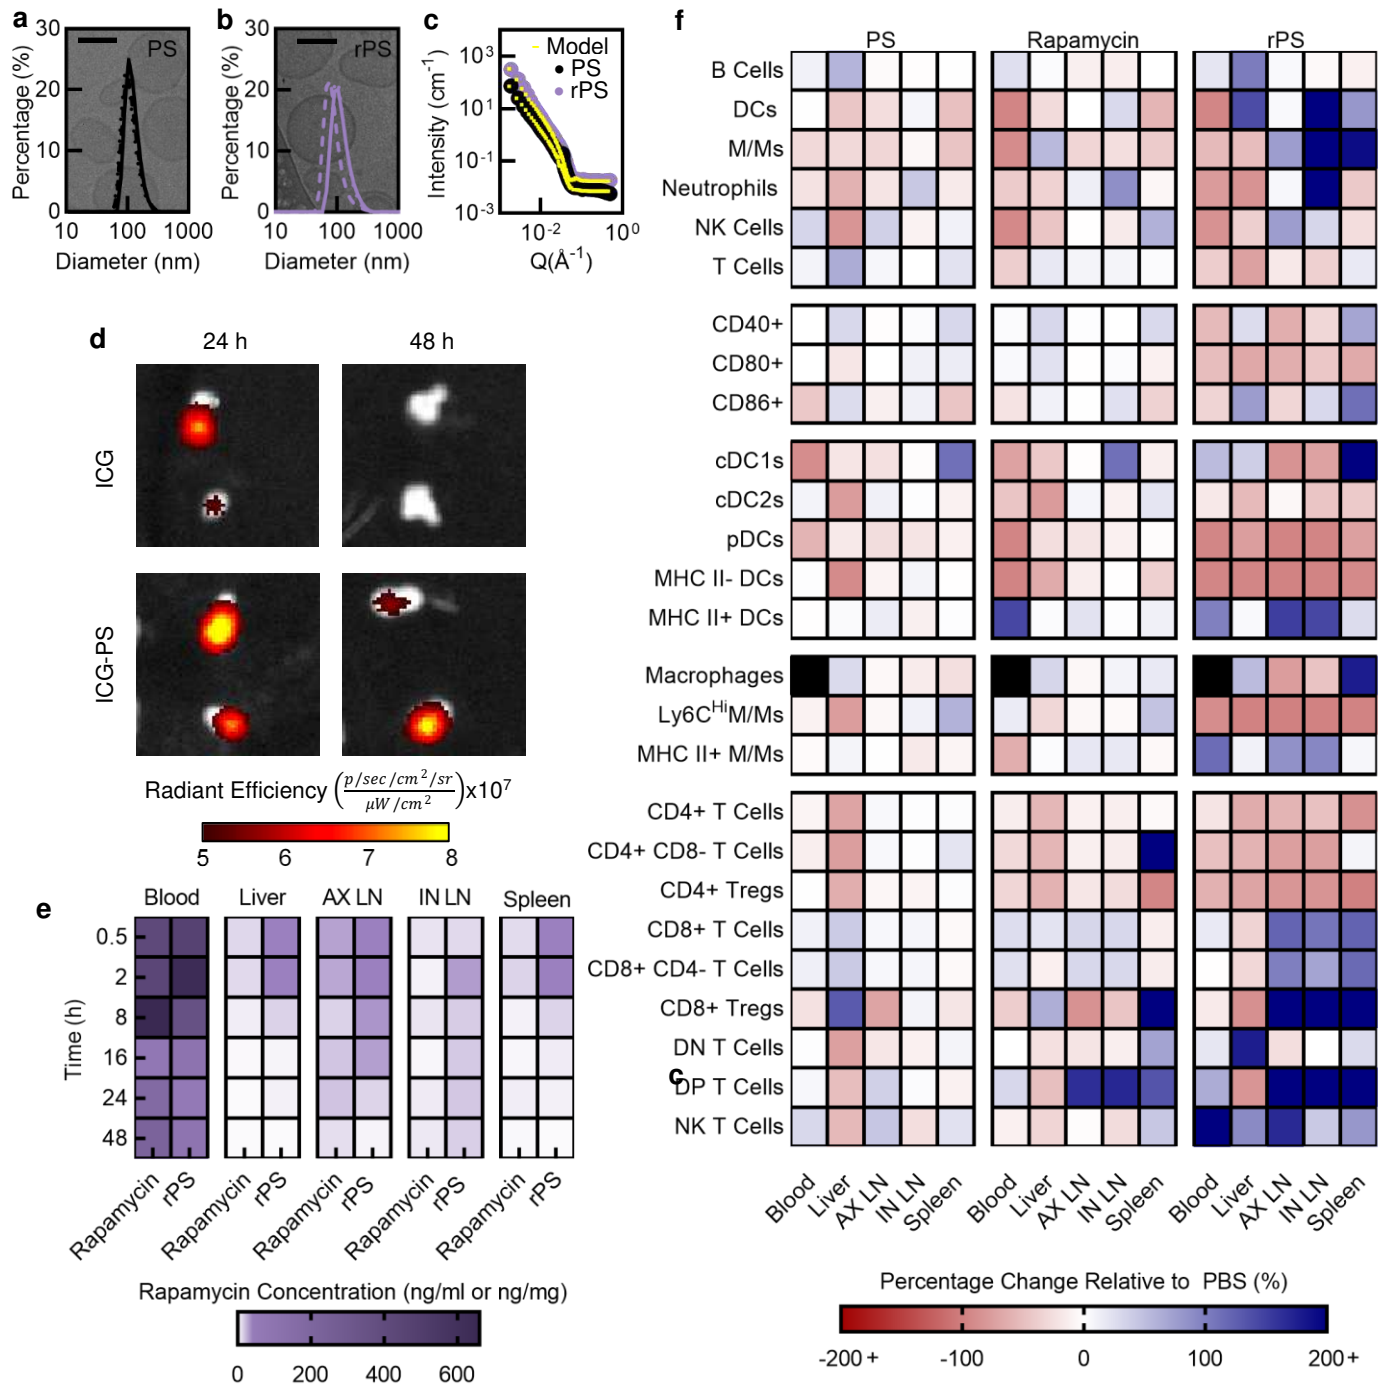 a
30
20
10
0
Percentage (%)
PS
10 100 1000
Diameter (nm)
b
30
20
10
0
Percentage (%)
rPS
10 100 1000
Diameter (nm)
c
10³
10¹
10⁻¹
10⁻³
Intensity (cm⁻¹)
Model
PS
rPS
10⁻² 10⁰
Q(Å⁻¹)
d
24 h 48 h
ICG
ICG-PS
Radiant Efficiency (p/sec/cm²/sr / μW/cm²)x10⁷
5 6 7 8
e
Blood Liver AX LN IN LN Spleen
Time (h)
0.5
2
8
16
24
48
Rapamycin rPS Rapamycin rPS Rapamycin rPS Rapamycin rPS Rapamycin rPS
Rapamycin Concentration (ng/ml or ng/mg)
0 200 400 600
f
PS Rapamycin rPS
B Cells
DCs
M/Ms
Neutrophils
NK Cells
T Cells
CD40+
CD80+
CD86+
cDC1s
cDC2s
pDCs
MHC II- DCs
MHC II+ DCs
Macrophages
Ly6CᴴⁱM/Ms
MHC II+ M/Ms
CD4+ T Cells
CD4+ CD8- T Cells
CD4+ Tregs
CD8+ T Cells
CD8+ CD4- T Cells
CD8+ Tregs
DN T Cells
c
DP T Cells
NK T Cells
Blood Liver AX LN IN LN Spleen Blood Liver AX LN IN LN Spleen Blood Liver AX LN IN LN Spleen
Percentage Change Relative to PBS (%)
-200 + -100 0 100 200+